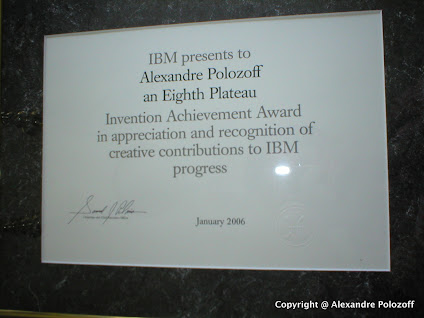 IBM presents to
Alexandre Polozoff
an Eighth Plateau
Invention Achievement Award
in appreciation and recognition of
creative contributions to IBM
progress
January 2006
Copyright @ Alexandre Polozoff